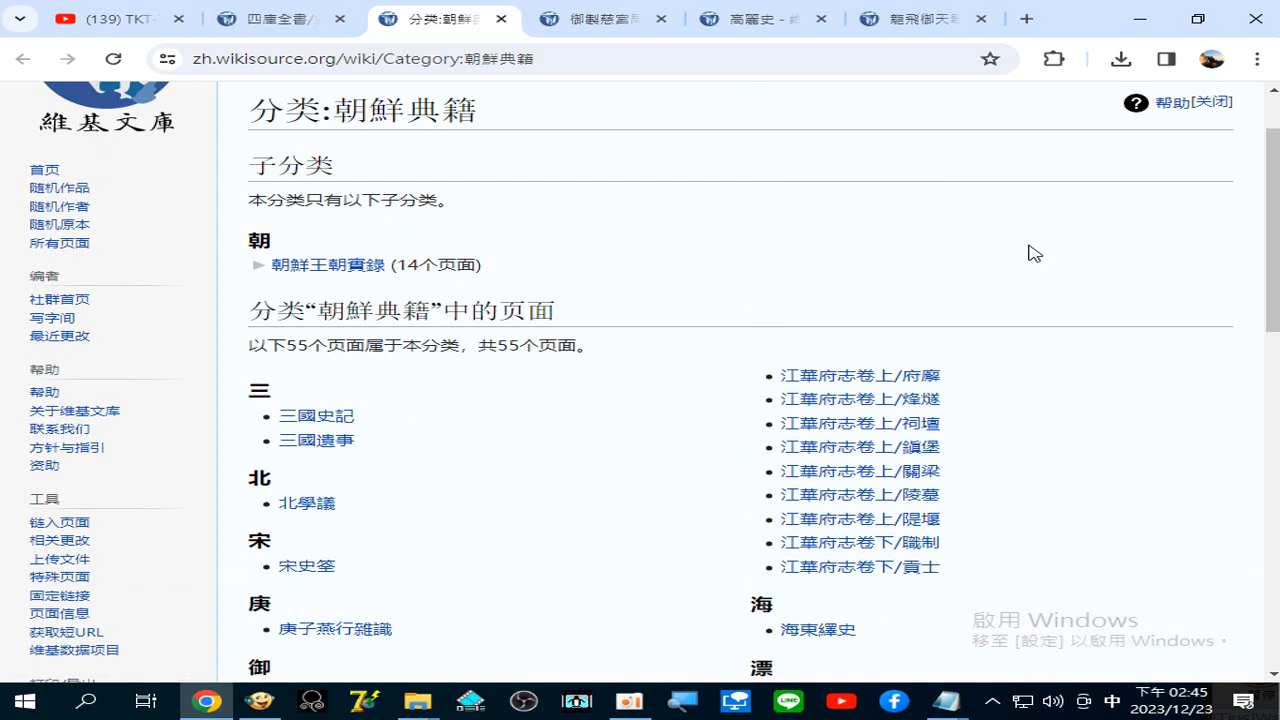 (139) TKT-
四庫全書/
分类:朝鮮
御製慈宮
高麗史 - 維
龍飛御天
zh.wikisource.org/wiki/Category:朝鮮典籍
維基文庫
首页
随机作品
随机作者
随机原本
所有页面
编者
社群首页
写字间
最近更改
帮助
帮助
关于维基文库
联系我们
方针与指引
资助
工具
链入页面
相关更改
上传文件
特殊页面
固定链接
页面信息
获取短URL
维基数据项目
分类:朝鮮典籍
帮助[关闭]
子分类
本分类只有以下子分类。
朝
► 朝鮮王朝實錄 (14个页面)
分类“朝鮮典籍”中的页面
以下55个页面属于本分类，共55个页面。
三
• 三國史記
• 三國遺事
北
• 北學議
宋
• 宋史筌
庚
• 庚子燕行雜識
御
• 江華府志卷上/府廨
• 江華府志卷上/烽燧
• 江華府志卷上/祠壇
• 江華府志卷上/鎭堡
• 江華府志卷上/關梁
• 江華府志卷上/陵墓
• 江華府志卷上/隄堰
• 江華府志卷下/職制
• 江華府志卷下/貢士
海
• 海東繹史
漂
啟用 Windows
移至 [設定] 以啟用 Windows。
LINE
中
下午 02:45
2023/12/23